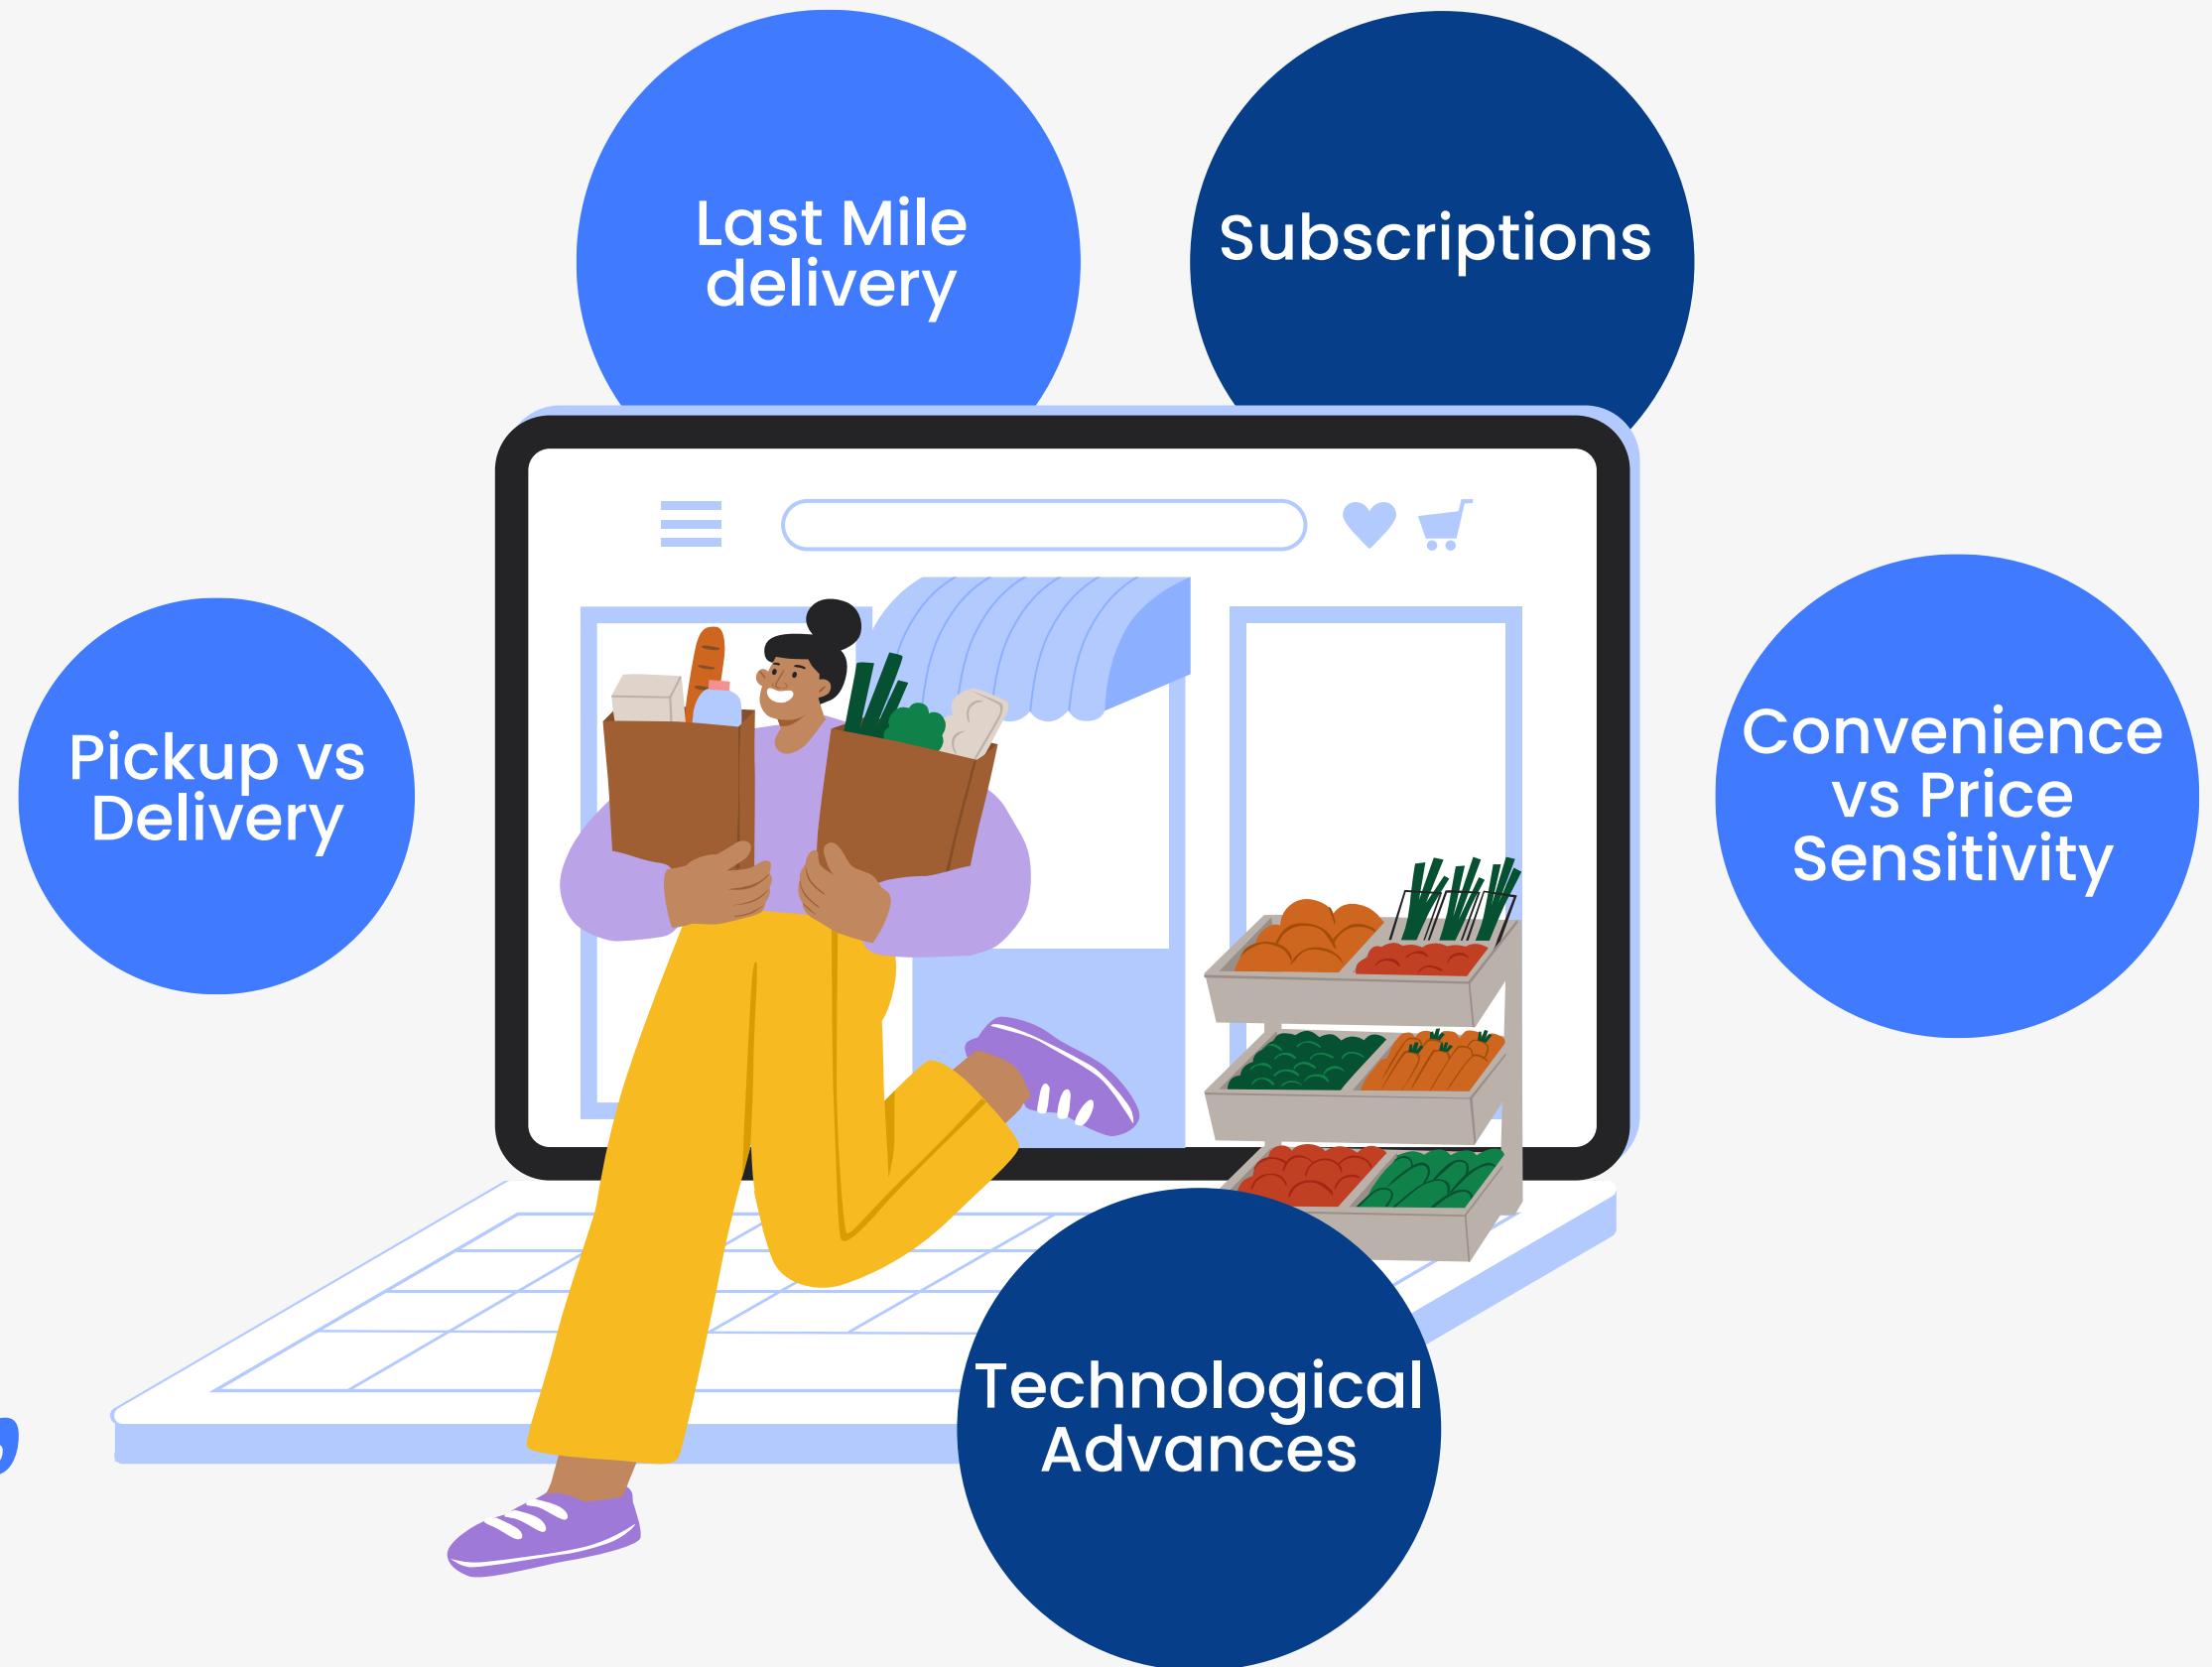 Last Mile
delivery
Subscriptions
Pickup vs
Delivery
Convenience
vs Price
Sensitivity
Technological
Advances